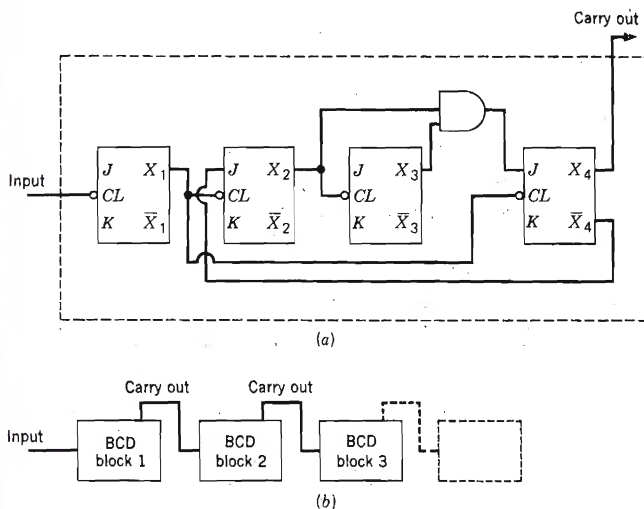 Carry out
J X₁ J X₂ J X₃ J X₄
Input CL CL CL CL
K X̅₁ K X̅₂ K X̅₃ K X̅₄
(a)
Carry out Carry out
Input BCD block 1 BCD block 2 BCD block 3
(b)